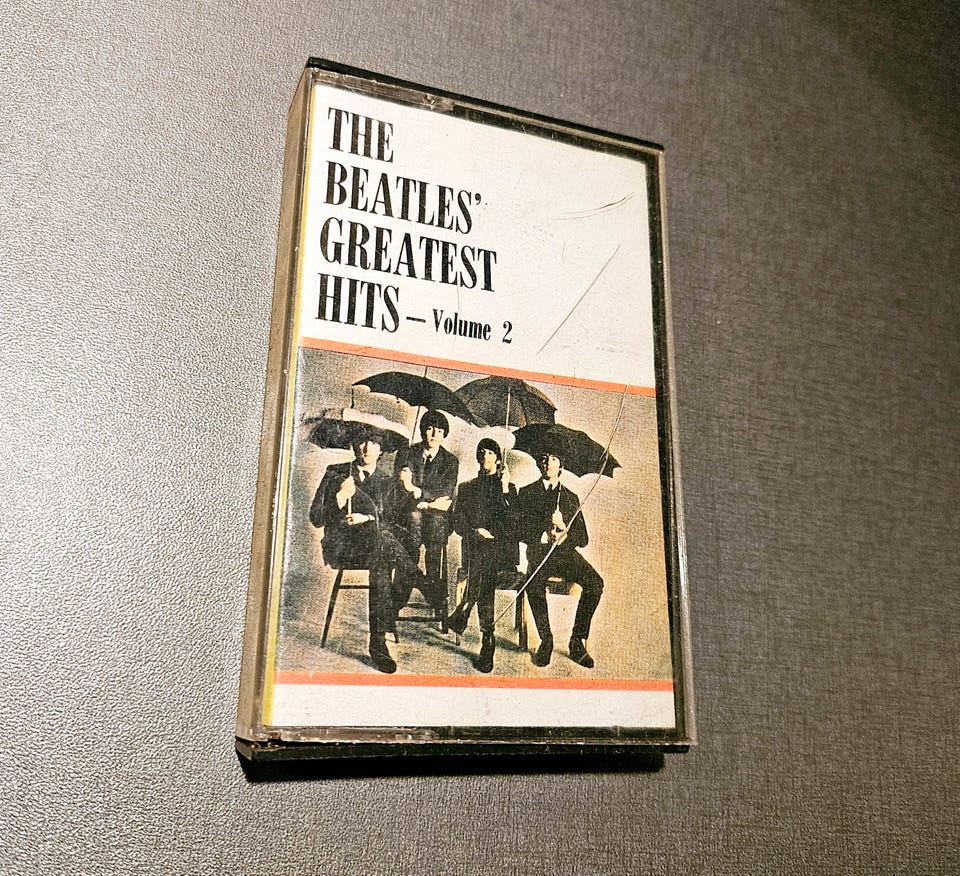 THE
BEATLES'
GREATEST
HITS – Volume 2